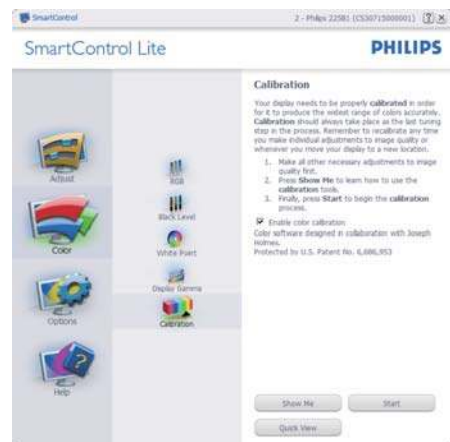 SmartControl
2 - Philips 225B1 (CS30715000001)
SmartControl Lite
PHILIPS
Adjust
Color
Options
Help
RGB
Black Level
White Point
Display Gamma
Calibration
Calibration
Your display needs to be properly calibrated in order
for it to produce the widest range of colors accurately.
Calibration should always take place as the last tuning
step in the process. Remember to recalibrate any time
you make individual adjustments to image quality or
whenever you move your display to a new location.
1. Make all other necessary adjustments to image
quality first.
2. Press Show Me to learn how to use the
calibration tools.
3. Finally, press Start to begin the calibration
process.
Enable color calibration
Color software designed in collaboration with Joseph
Holmes.
Protected by U.S. Patent No. 6,686,953
Show Me
Start
Quick View